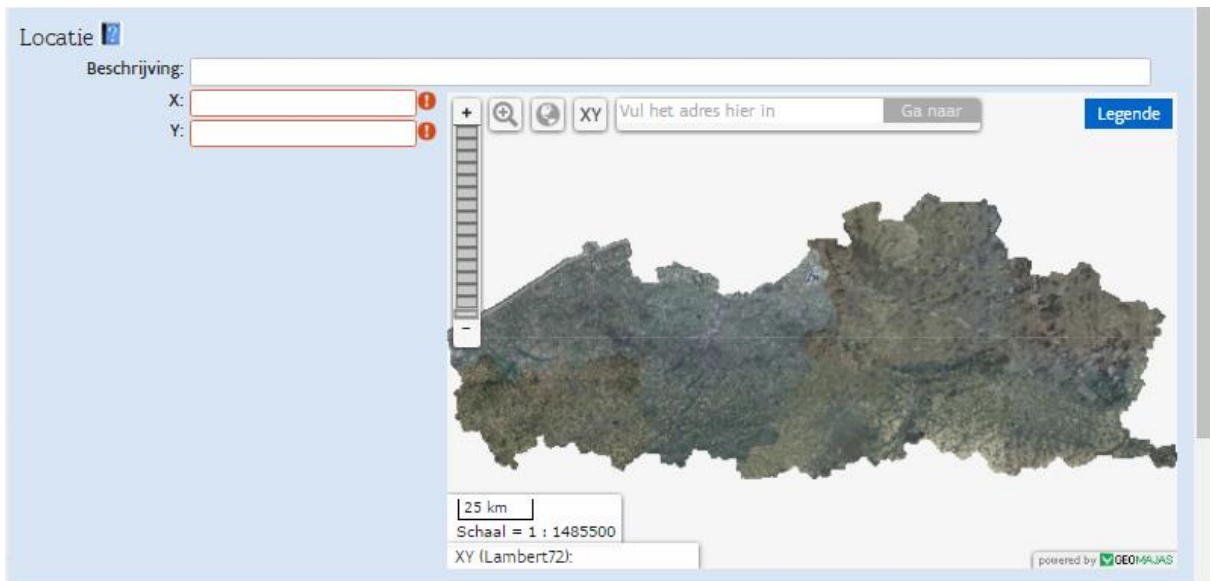 Locatie
Beschrijving:
X:
Y:
+
XY
Vul het adres hier in
Ga naar
Legende
-
25 km
Schaal = 1 : 1485500
XY (Lambert72):
powered by GEOMAJAS